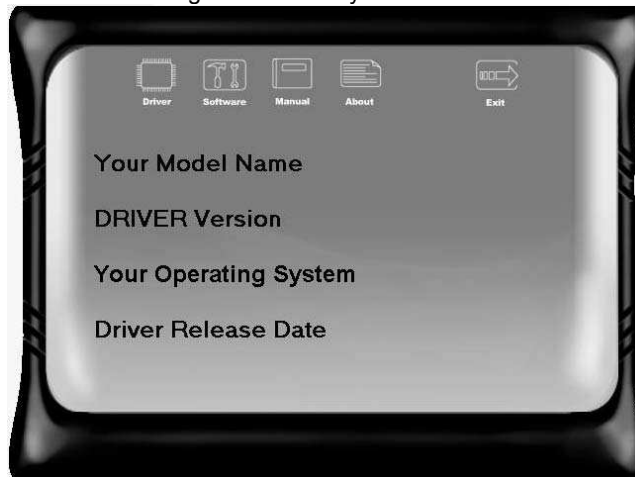 Driver Software Manual About Exit
Your Model Name
DRIVER Version
Your Operating System
Driver Release Date